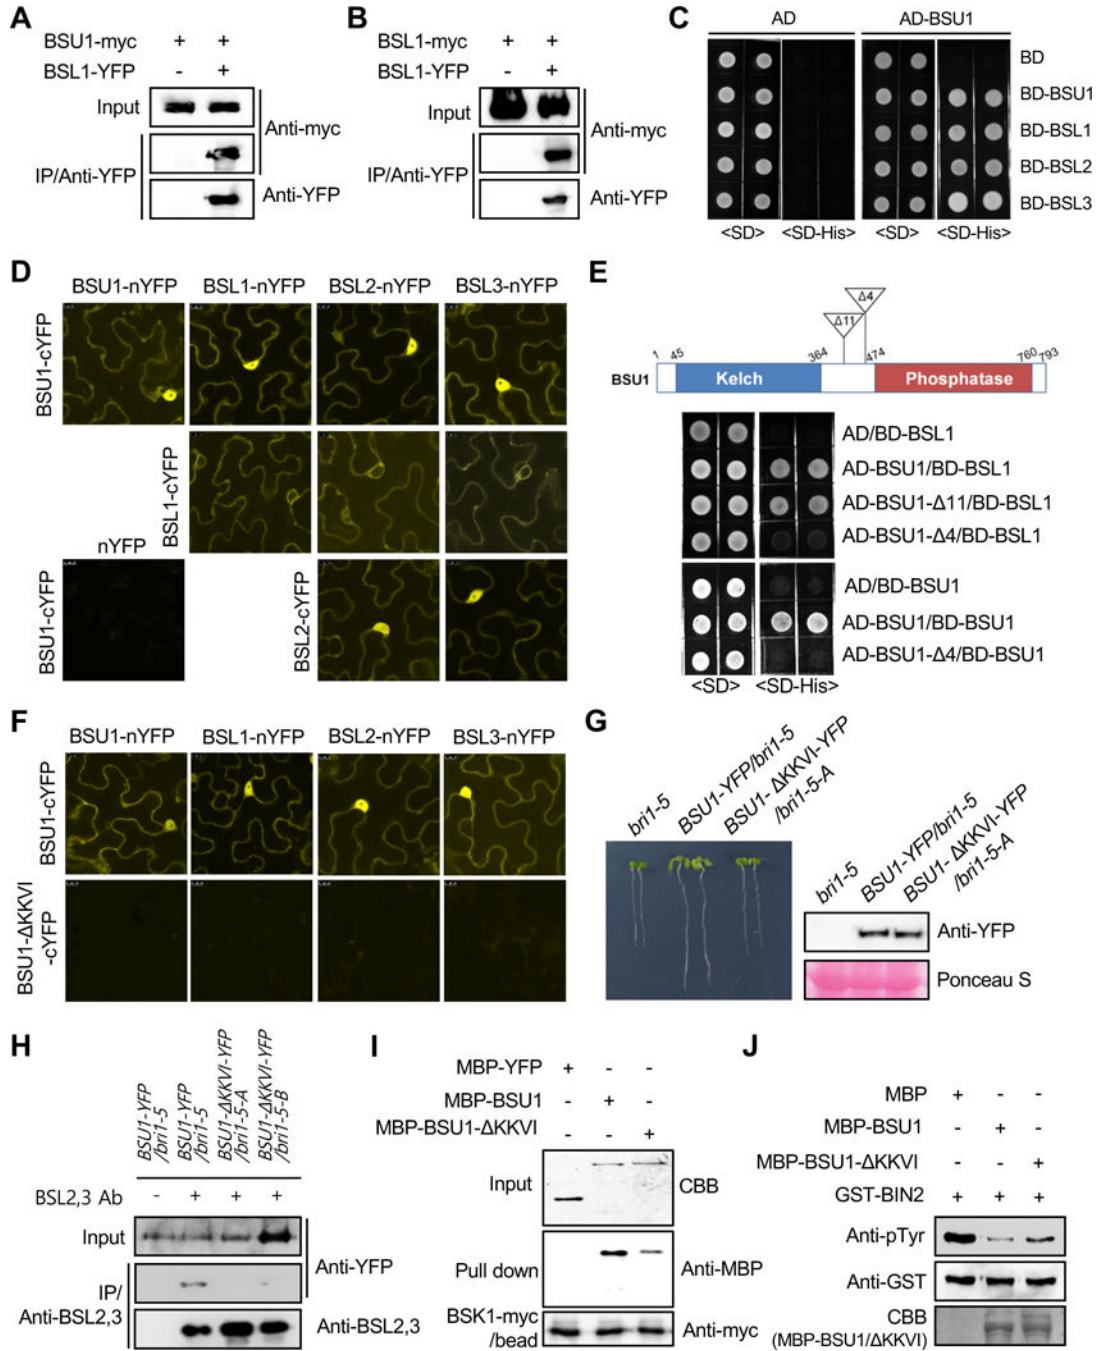 A
BSU1-myc + +
BSL1-YFP - +
Input
Anti-myc
IP/Anti-YFP
Anti-YFP
B
BSL1-myc + +
BSL1-YFP - +
Input
Anti-myc
IP/Anti-YFP
Anti-YFP
C
AD AD-BSU1
BD
BD-BSU1
BD-BSL1
BD-BSL2
BD-BSL3
<SD> <SD-His> <SD> <SD-His>
D
BSU1-nYFP BSL1-nYFP BSL2-nYFP BSL3-nYFP
BSU1-cYFP
BSL1-cYFP
nYFP
BSU1-cYFP
BSL2-cYFP
E
Δ4
Δ11
1 45 364 474 760 793
BSU1 Kelch Phosphatase
AD/BD-BSL1
AD-BSU1/BD-BSL1
AD-BSU1-Δ11/BD-BSL1
AD-BSU1-Δ4/BD-BSL1
AD/BD-BSU1
AD-BSU1/BD-BSU1
AD-BSU1-Δ4/BD-BSU1
<SD> <SD-His>
F
BSU1-nYFP BSL1-nYFP BSL2-nYFP BSL3-nYFP
BSU1-cYFP
BSU1-ΔKKVI
-cYFP
G
bri1-5
BSU1-YFP/bri1-5
BSU1-ΔKKVI-YFP
/bri1-5-A
bri1-5
BSU1-YFP/bri1-5
BSU1-ΔKKVI-YFP
/bri1-5-A
Anti-YFP
Ponceau S
H
BSU1-YFP
/bri1-5
BSU1-YFP
/bri1-5
BSU1-ΔKKVI-YFP
/bri1-5-A
BSU1-ΔKKVI-YFP
/bri1-5-B
BSL2,3 Ab - + + +
Input
Anti-YFP
IP/
Anti-BSL2,3
Anti-BSL2,3
I
MBP-YFP + - -
MBP-BSU1 - + -
MBP-BSU1-ΔKKVI - - +
Input
CBB
Pull down
Anti-MBP
BSK1-myc
/bead
Anti-myc
J
MBP + - -
MBP-BSU1 - + -
MBP-BSU1-ΔKKVI - - +
GST-BIN2 + + +
Anti-pTyr
Anti-GST
CBB
(MBP-BSU1/ΔKKVI)